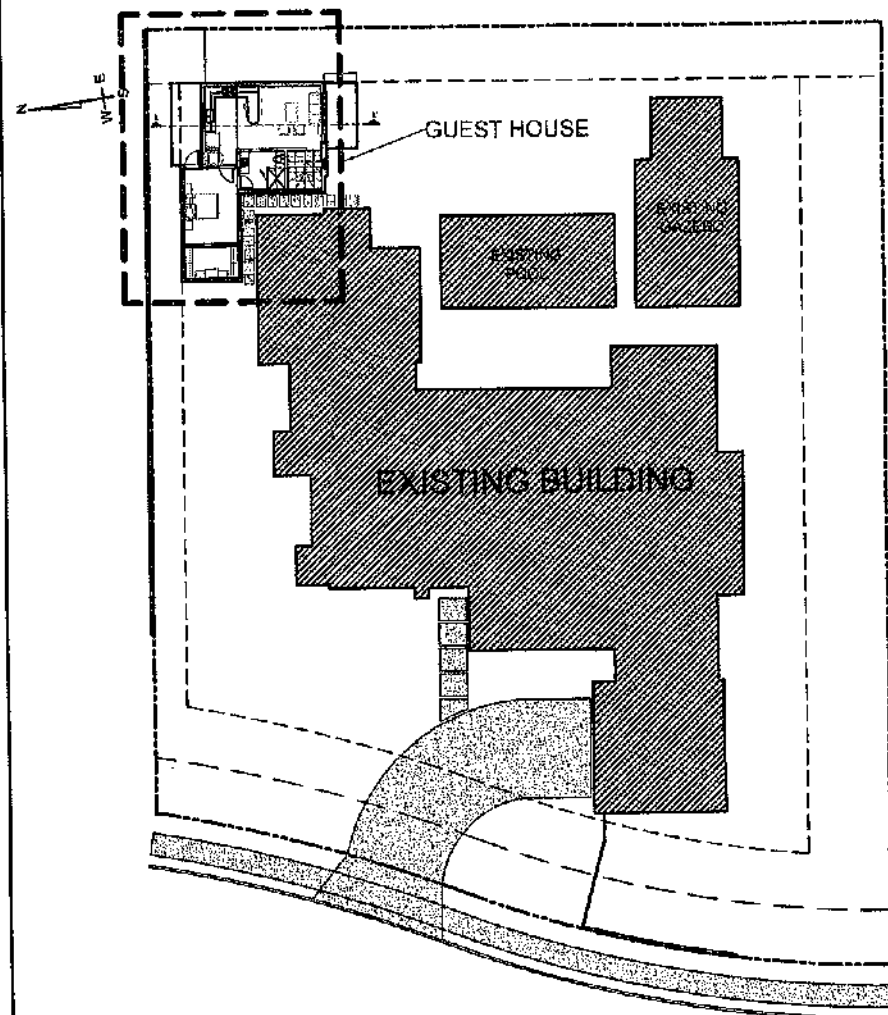 N
E
W
S
GUEST HOUSE
EXISTING
GAZEBO
EXISTING
POOL
EXISTING BUILDING